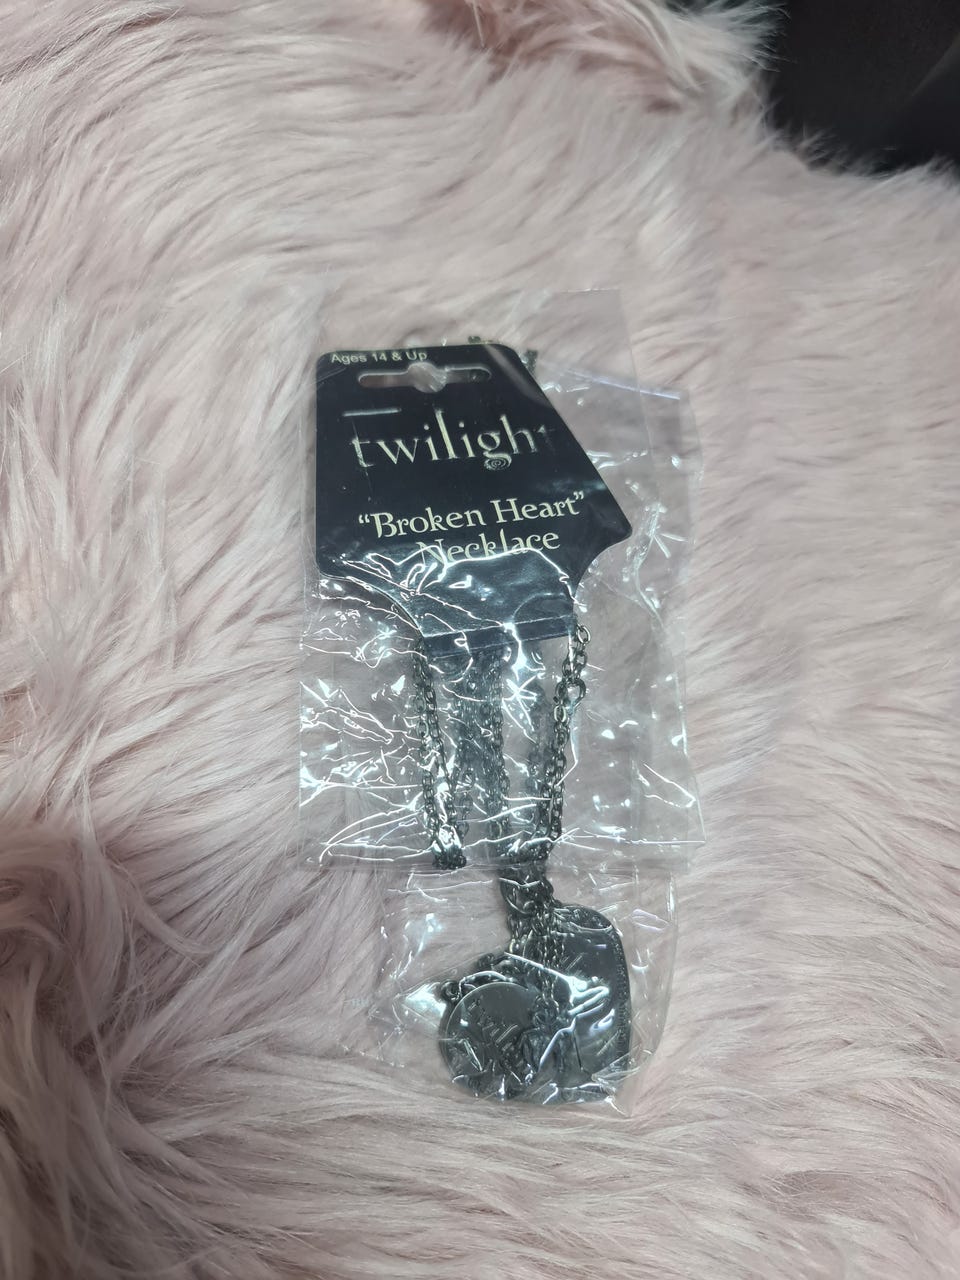 Ages 14 & Up
twilight
“Broken Heart”
Necklace